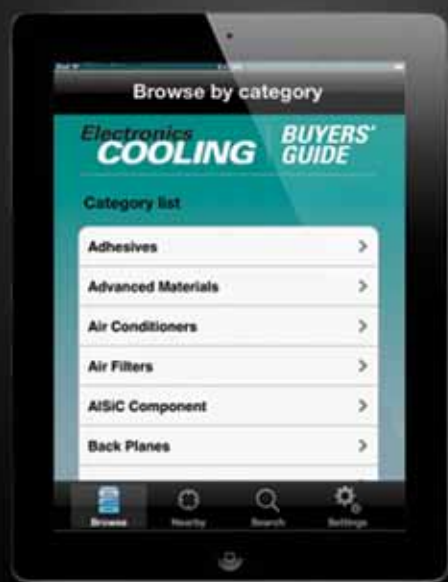 Browse by category
Electronics BUYERS'
COOLING GUIDE
Category list
Adhesives
Advanced Materials
Air Conditioners
Air Filters
AlSiC Component
Back Planes
Browse Nearby Search Settings